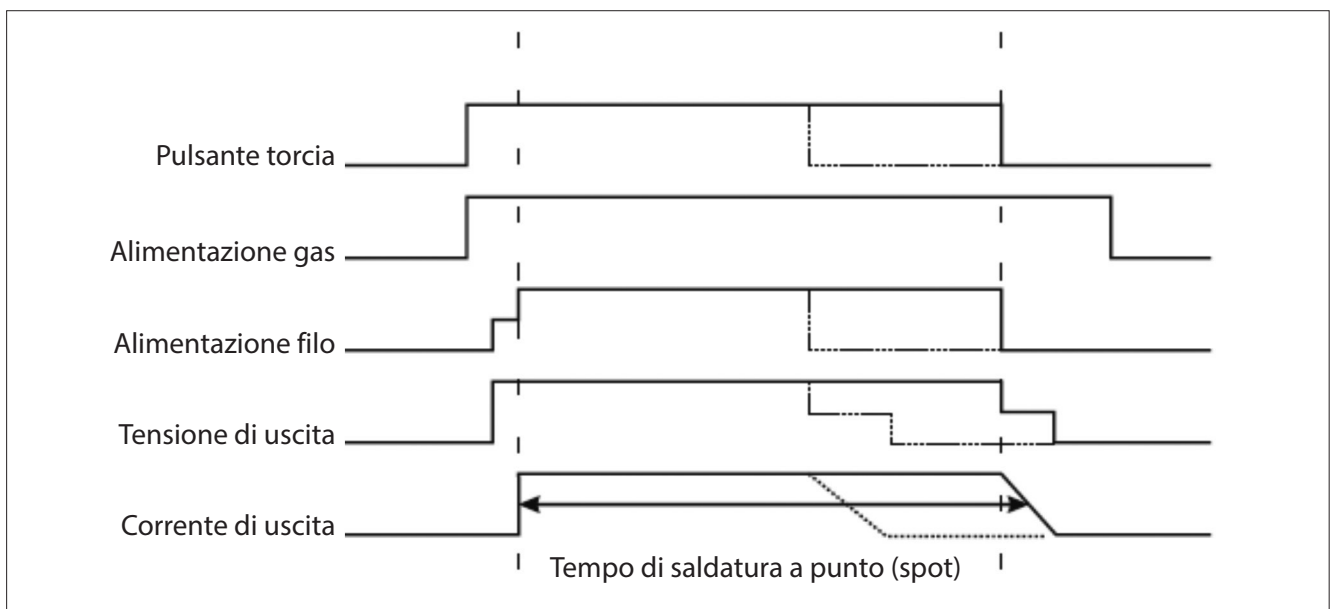 Pulsante torcia
Alimentazione gas
Alimentazione filo
Tensione di uscita
Corrente di uscita
Tempo di saldatura a punto (spot)